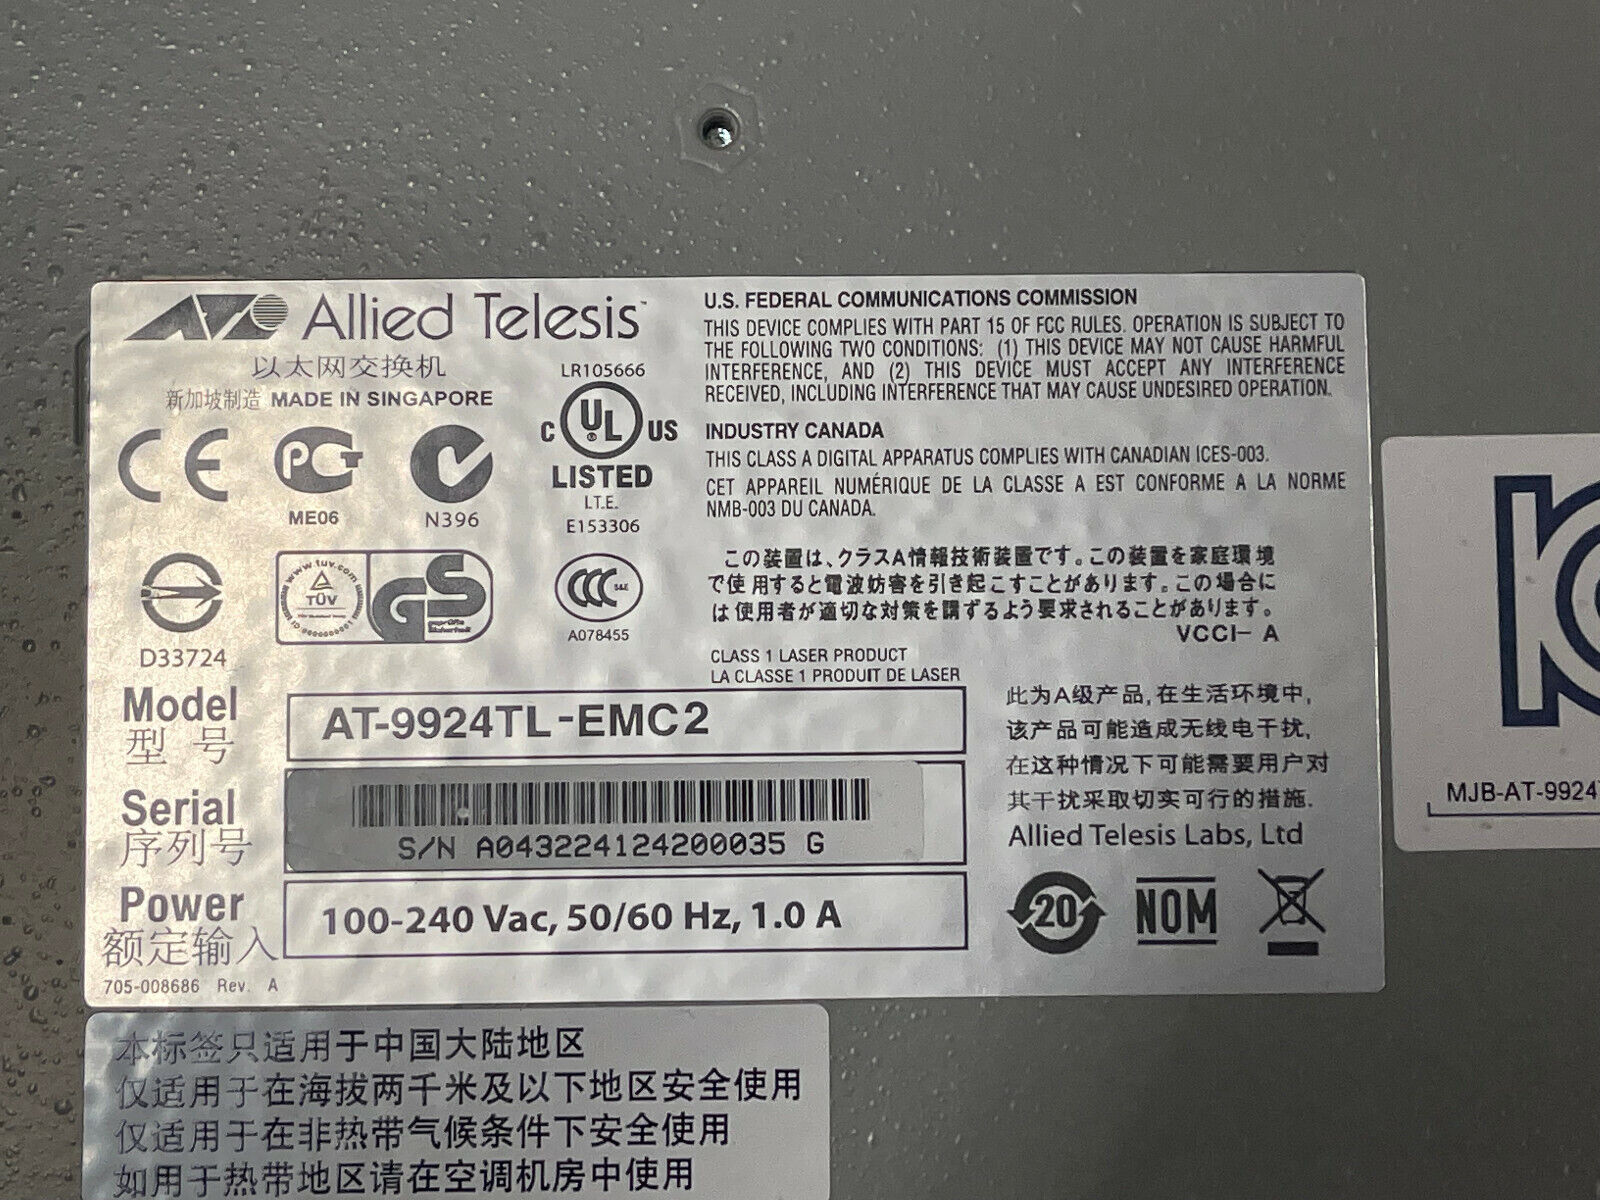 Allied Telesis™
以太网交换机
新加坡制造 MADE IN SINGAPORE
ME06
N396
LR105666
C UL US
LISTED
I.T.E.
E153306
D33724
www.tuv.com
TÜV
GS
geprüfte
Sicherheit
CCC S&E
A078455
U.S. FEDERAL COMMUNICATIONS COMMISSION
THIS DEVICE COMPLIES WITH PART 15 OF FCC RULES. OPERATION IS SUBJECT TO
THE FOLLOWING TWO CONDITIONS: (1) THIS DEVICE MAY NOT CAUSE HARMFUL
INTERFERENCE, AND (2) THIS DEVICE MUST ACCEPT ANY INTERFERENCE
RECEIVED, INCLUDING INTERFERENCE THAT MAY CAUSE UNDESIRED OPERATION.
INDUSTRY CANADA
THIS CLASS A DIGITAL APPARATUS COMPLIES WITH CANADIAN ICES-003.
CET APPAREIL NUMÉRIQUE DE LA CLASSE A EST CONFORME A LA NORME
NMB-003 DU CANADA.
この装置は、クラスA情報技術装置です。この装置を家庭環境
で使用すると電波妨害を引き起こすことがあります。この場合に
は使用者が適切な対策を講ずるよう要求されることがあります。
VCCI- A
CLASS 1 LASER PRODUCT
LA CLASSE 1 PRODUIT DE LASER
Model
型 号
AT-9924TL-EMC2
Serial
序列号
S/N A043224124200035 G
Power
额定输入
100-240 Vac, 50/60 Hz, 1.0 A
705-008686 Rev. A
此为A级产品,在生活环境中,
该产品可能造成无线电干扰,
在这种情况下可能需要用户对
其干扰采取切实可行的措施.
Allied Telesis Labs, Ltd
20
NOM
MJB-AT-9924
本标签只适用于中国大陆地区
仅适用于在海拔两千米及以下地区安全使用
仅适用于在非热带气候条件下安全使用
如用于热带地区请在空调机房中使用